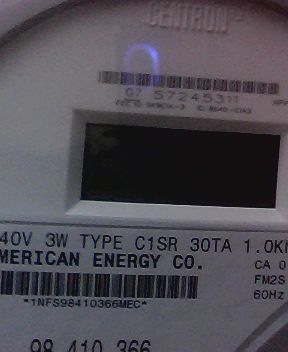 CENTRON
07 57245311
40V 3W TYPE C1SR 30TA 1.0K
MERICAN ENERGY CO.
CA 0
FM2S
60Hz
*1NFS98410366MEC*
98 410 366